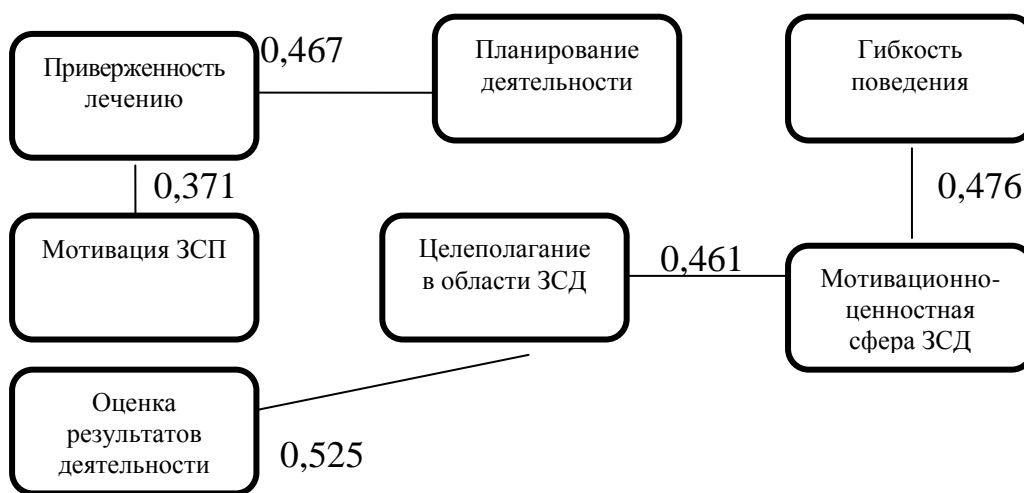 Приверженность
лечению
0,467
Планирование
деятельности
Гибкость
поведения
0,371
0,476
Мотивация ЗСП
Целеполагание
в области ЗСД
0,461
Мотивационно-
ценностная
сфера ЗСД
Оценка
результатов
деятельности
0,525